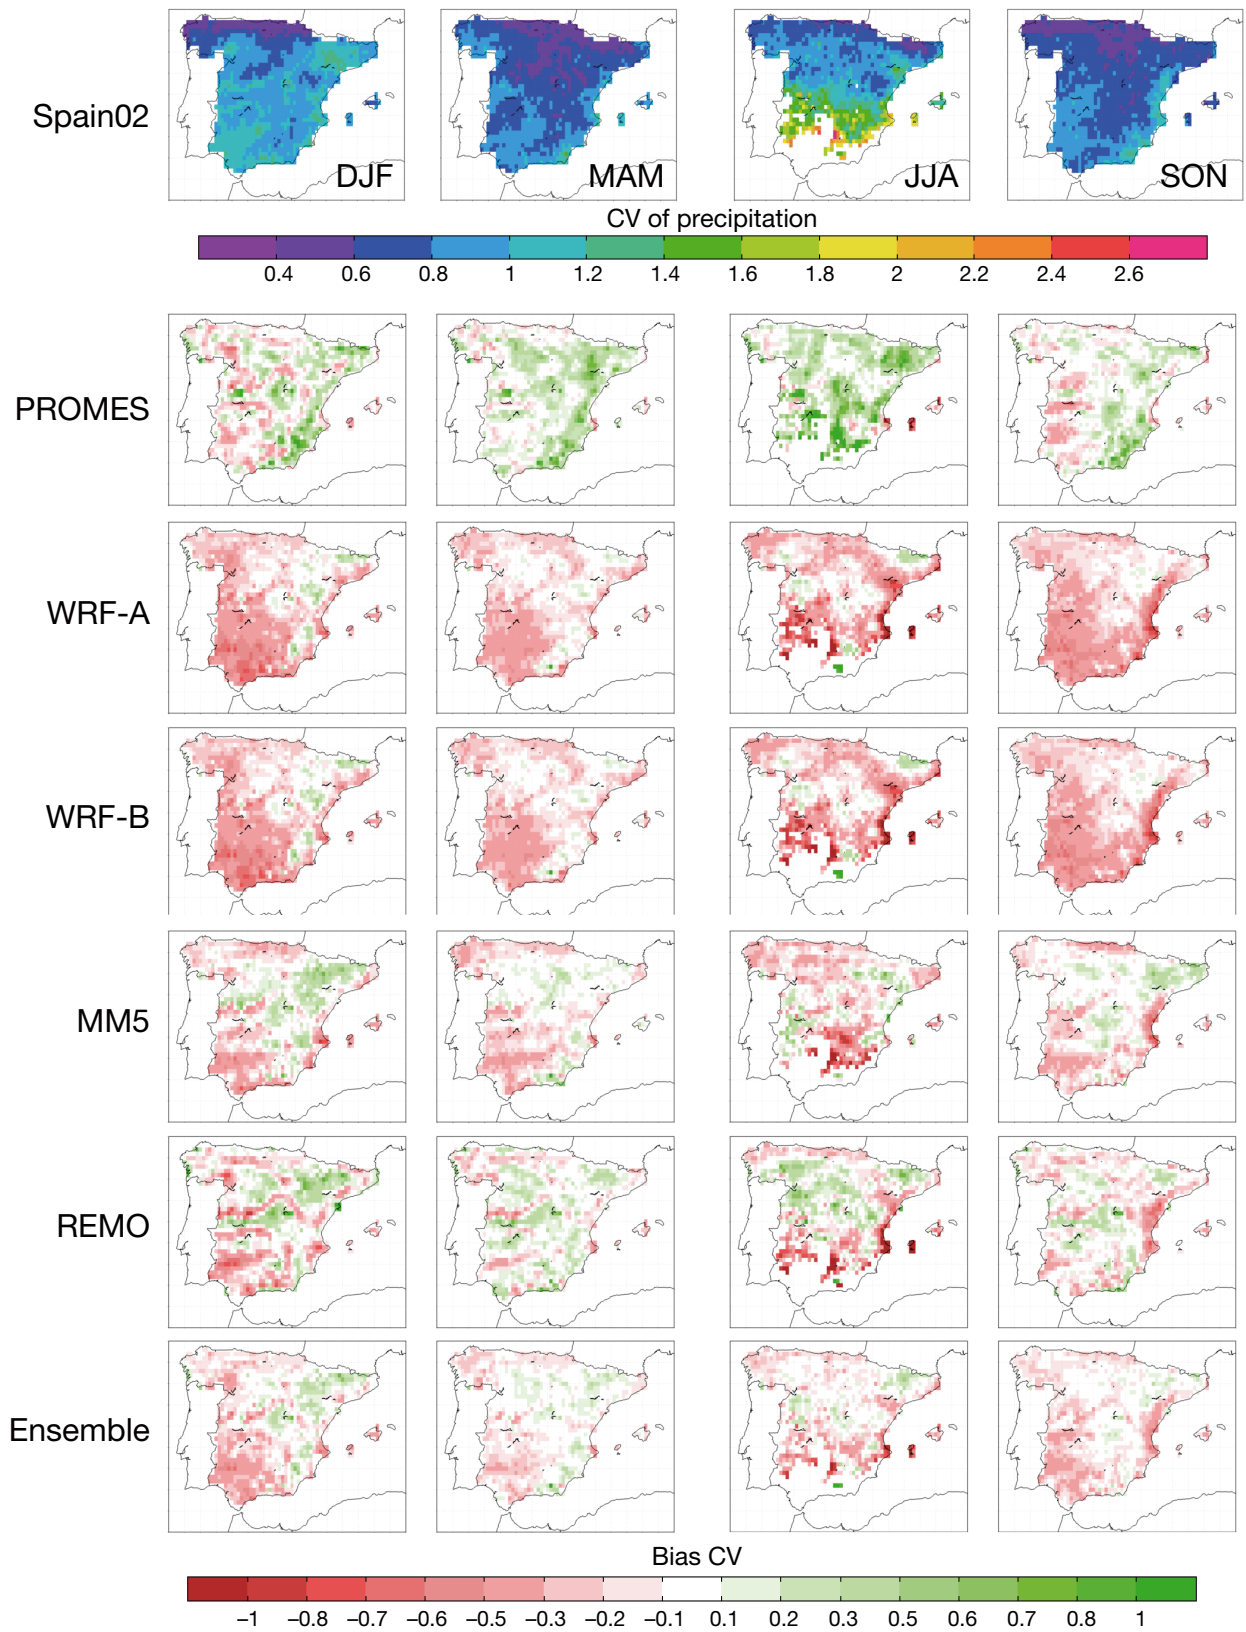 Spain02
DJF
MAM
JJA
SON
CV of precipitation
0.4 0.6 0.8 1 1.2 1.4 1.6 1.8 2 2.2 2.4 2.6
PROMES
WRF-A
WRF-B
MM5
REMO
Ensemble
Bias CV
−1 −0.8 −0.7 −0.6 −0.5 −0.3 −0.2 −0.1 0.1 0.2 0.3 0.5 0.6 0.7 0.8 1